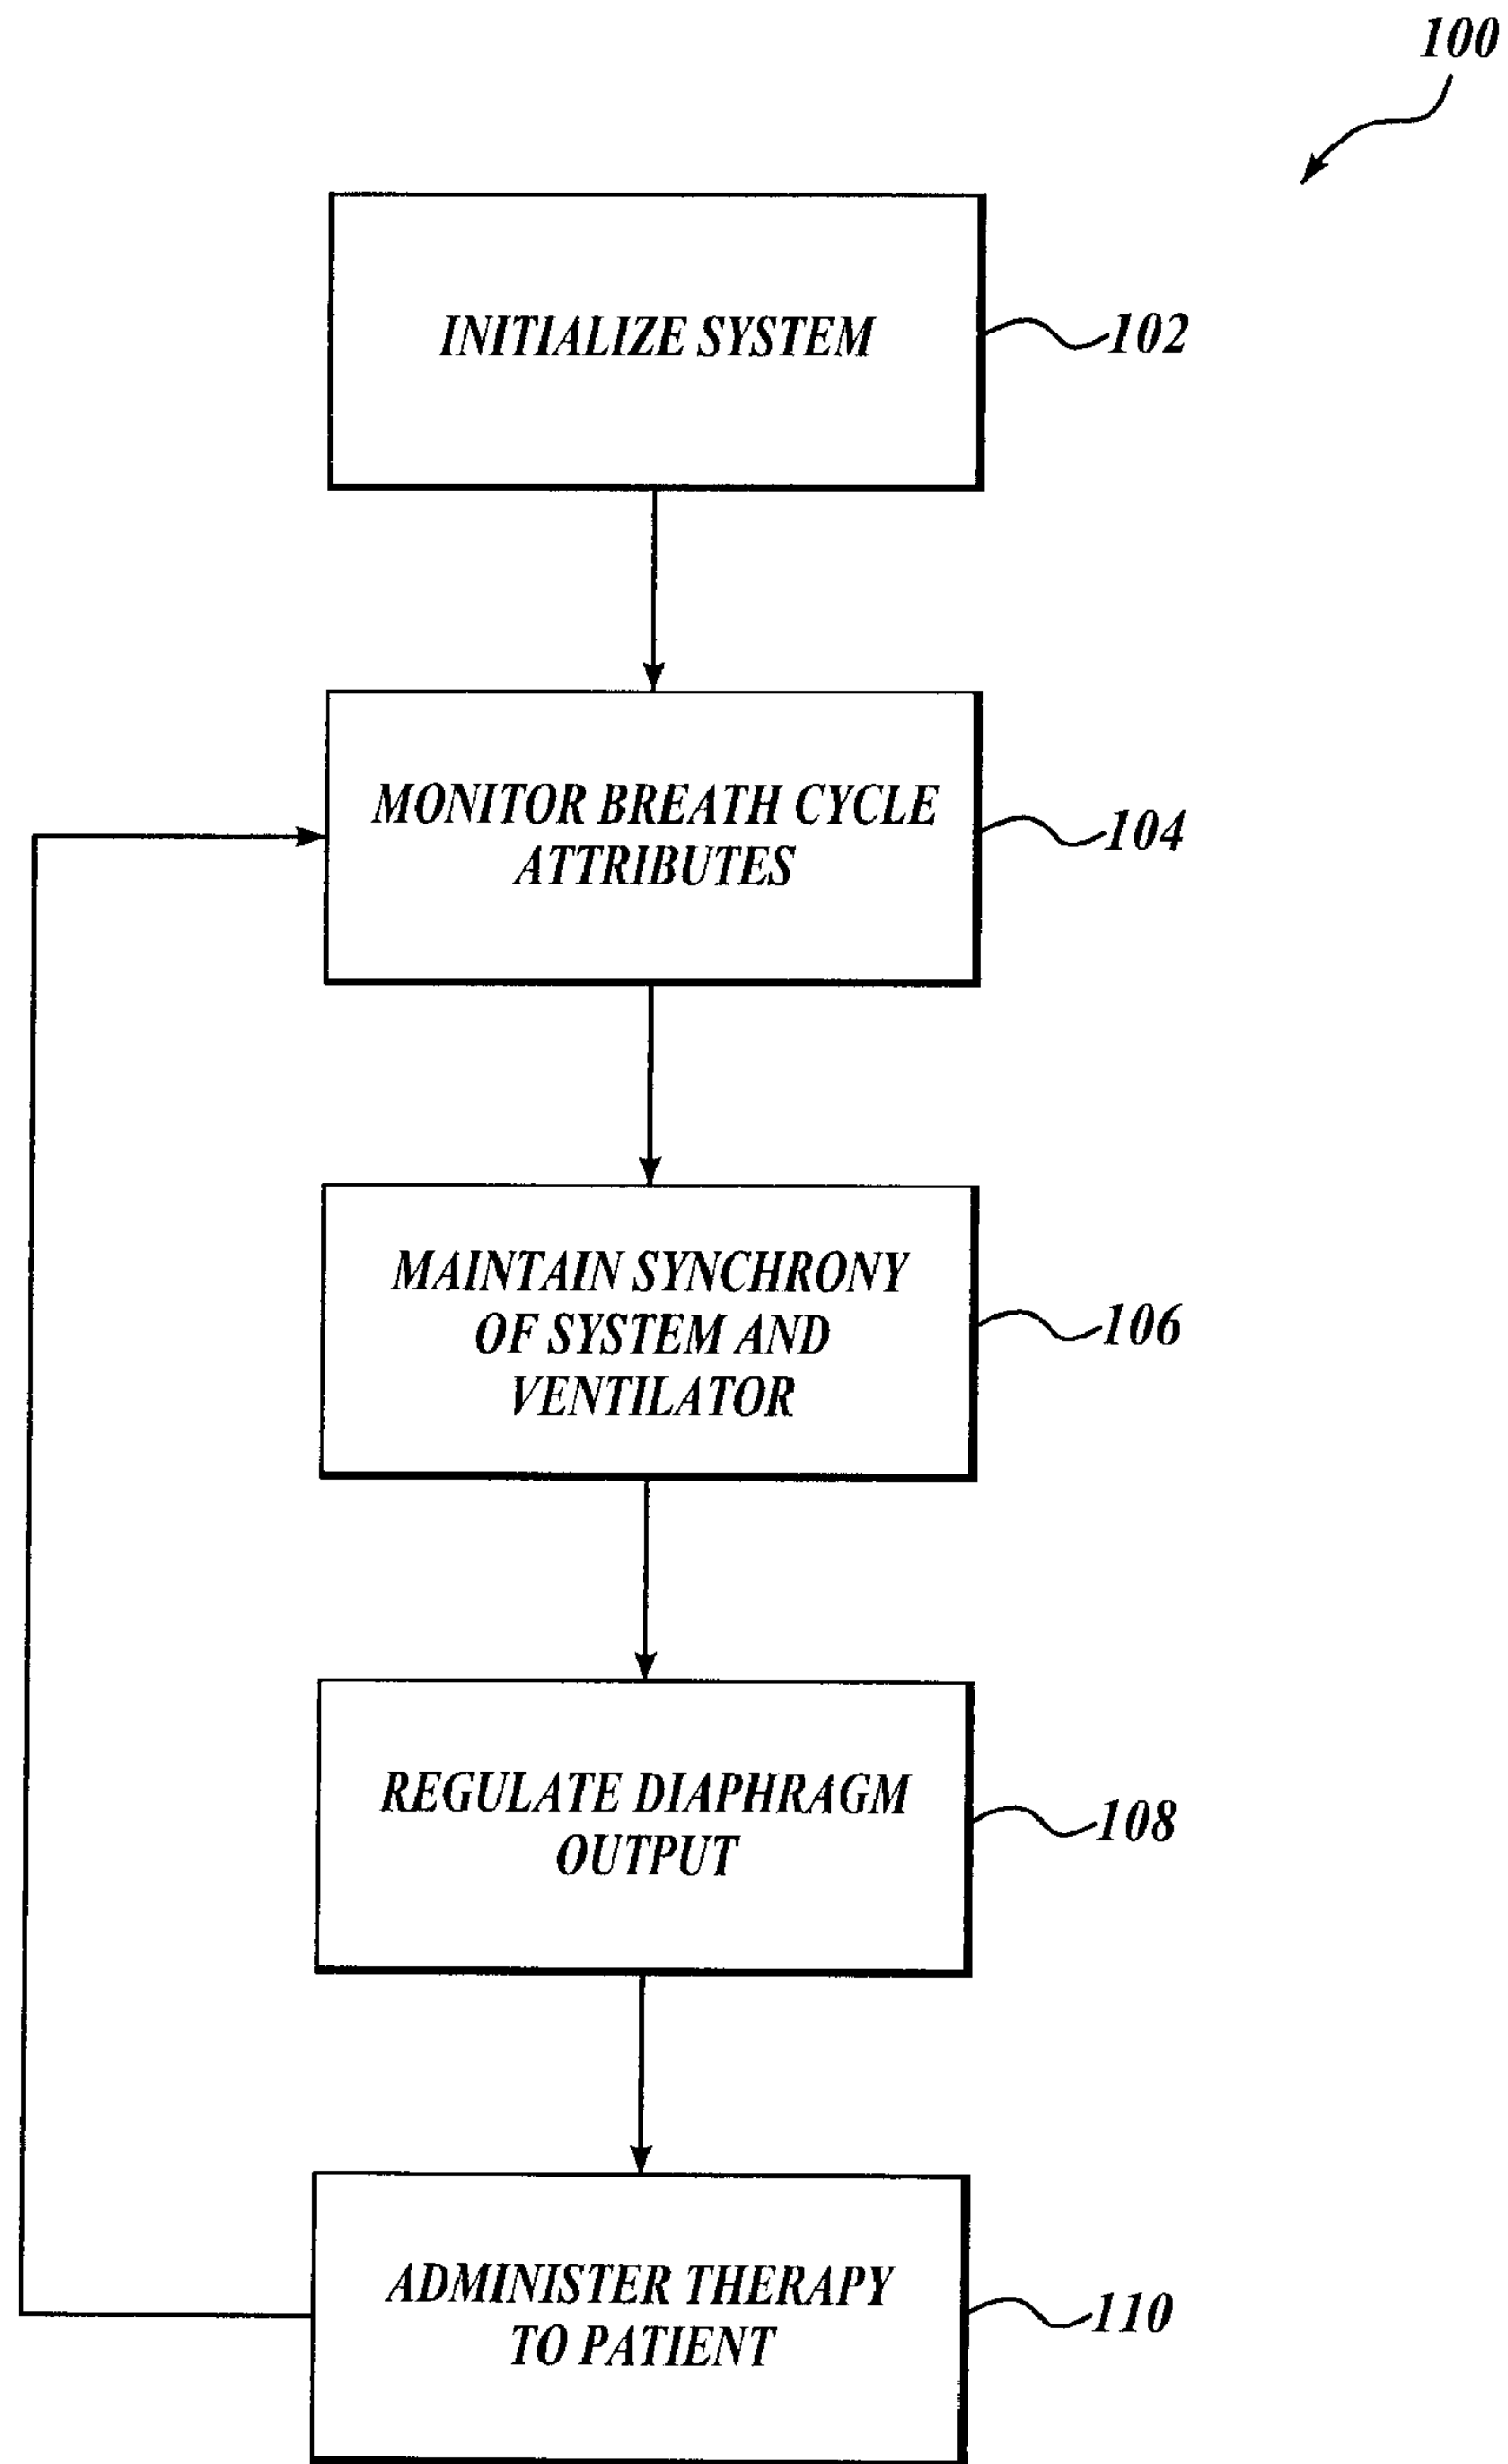 100
INITIALIZE SYSTEM
102
MONITOR BREATH CYCLE
ATTRIBUTES
104
MAINTAIN SYNCHRONY
OF SYSTEM AND
VENTILATOR
106
REGULATE DIAPHRAGM
OUTPUT
108
ADMINISTER THERAPY
TO PATIENT
110